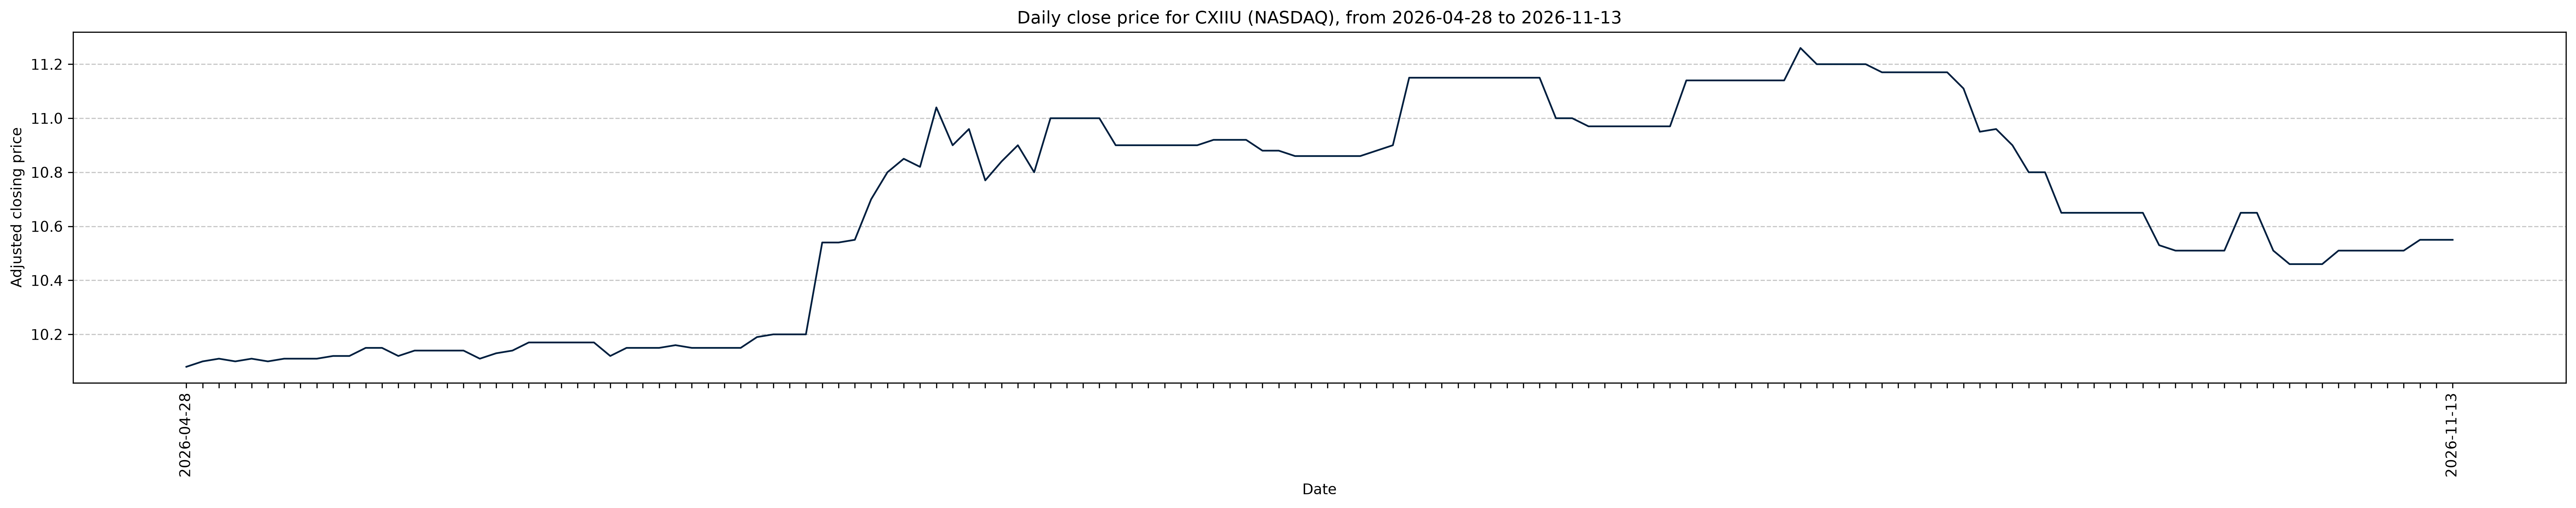 Daily close price for CXIIU (NASDAQ), from 2026-04-28 to 2026-11-13
Adjusted closing price
11.2
11.0
10.8
10.6
10.4
10.2
2026-04-28
2026-11-13
Date